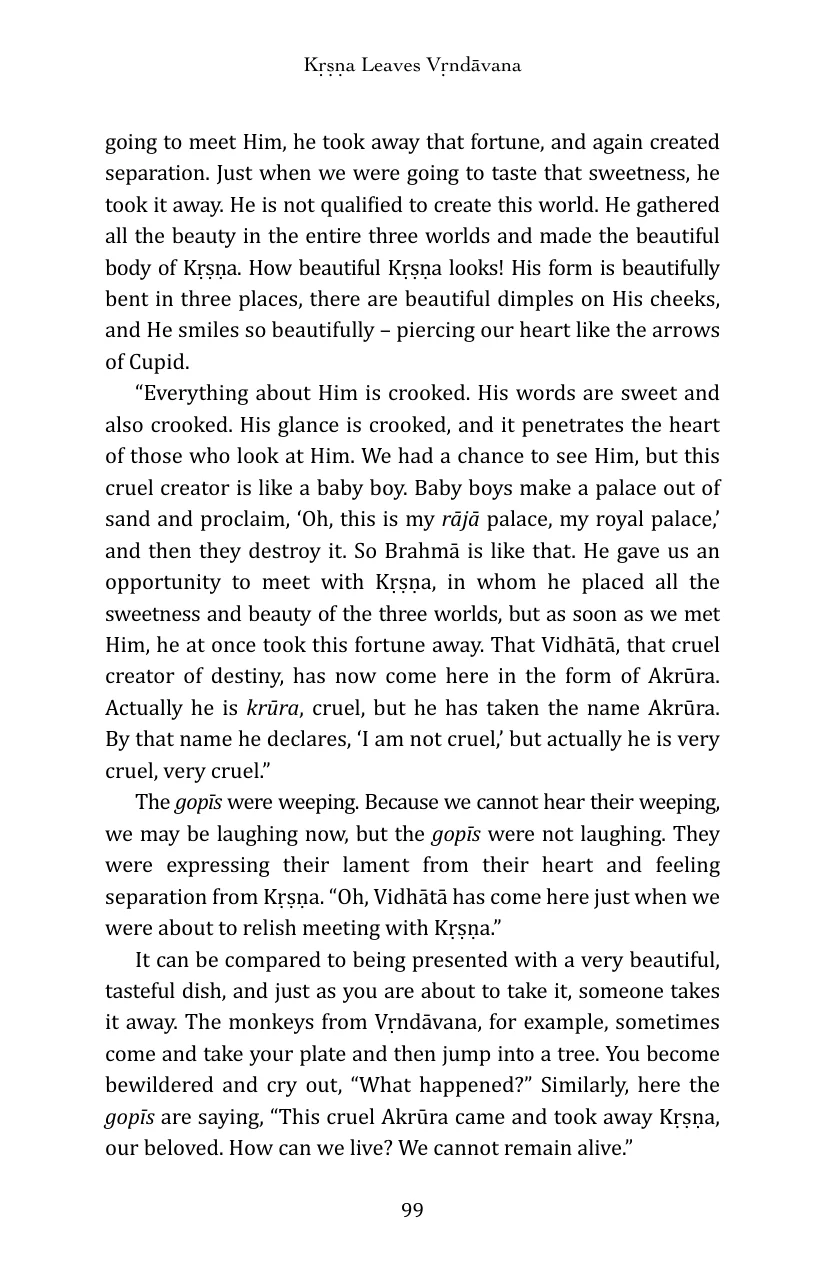 Kṛṣṇa Leaves Vṛndāvana
going to meet Him, he took away that fortune, and again created
separation. Just when we were going to taste that sweetness, he
took it away. He is not qualified to create this world. He gathered
all the beauty in the entire three worlds and made the beautiful
body of Kṛṣṇa. How beautiful Kṛṣṇa looks! His form is beautifully
bent in three places, there are beautiful dimples on His cheeks,
and He smiles so beautifully – piercing our heart like the arrows
of Cupid.
“Everything about Him is crooked. His words are sweet and
also crooked. His glance is crooked, and it penetrates the heart
of those who look at Him. We had a chance to see Him, but this
cruel creator is like a baby boy. Baby boys make a palace out of
sand and proclaim, ‘Oh, this is my rājā palace, my royal palace,’
and then they destroy it. So Brahmā is like that. He gave us an
opportunity to meet with Kṛṣṇa, in whom he placed all the
sweetness and beauty of the three worlds, but as soon as we met
Him, he at once took this fortune away. That Vidhātā, that cruel
creator of destiny, has now come here in the form of Akrūra.
Actually he is krūra, cruel, but he has taken the name Akrūra.
By that name he declares, ‘I am not cruel,’ but actually he is very
cruel, very cruel.”
The gopīs were weeping. Because we cannot hear their weeping,
we may be laughing now, but the gopīs were not laughing. They
were expressing their lament from their heart and feeling
separation from Kṛṣṇa. “Oh, Vidhātā has come here just when we
were about to relish meeting with Kṛṣṇa.”
It can be compared to being presented with a very beautiful,
tasteful dish, and just as you are about to take it, someone takes
it away. The monkeys from Vṛndāvana, for example, sometimes
come and take your plate and then jump into a tree. You become
bewildered and cry out, “What happened?” Similarly, here the
gopīs are saying, “This cruel Akrūra came and took away Kṛṣṇa,
our beloved. How can we live? We cannot remain alive.”
99